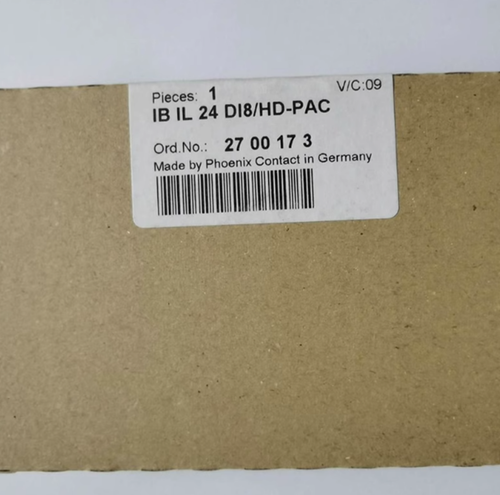 Pieces: 1 V/C:09
IB IL 24 DI8/HD-PAC
Ord.No.: 27 00 17 3
Made by Phoenix Contact in Germany